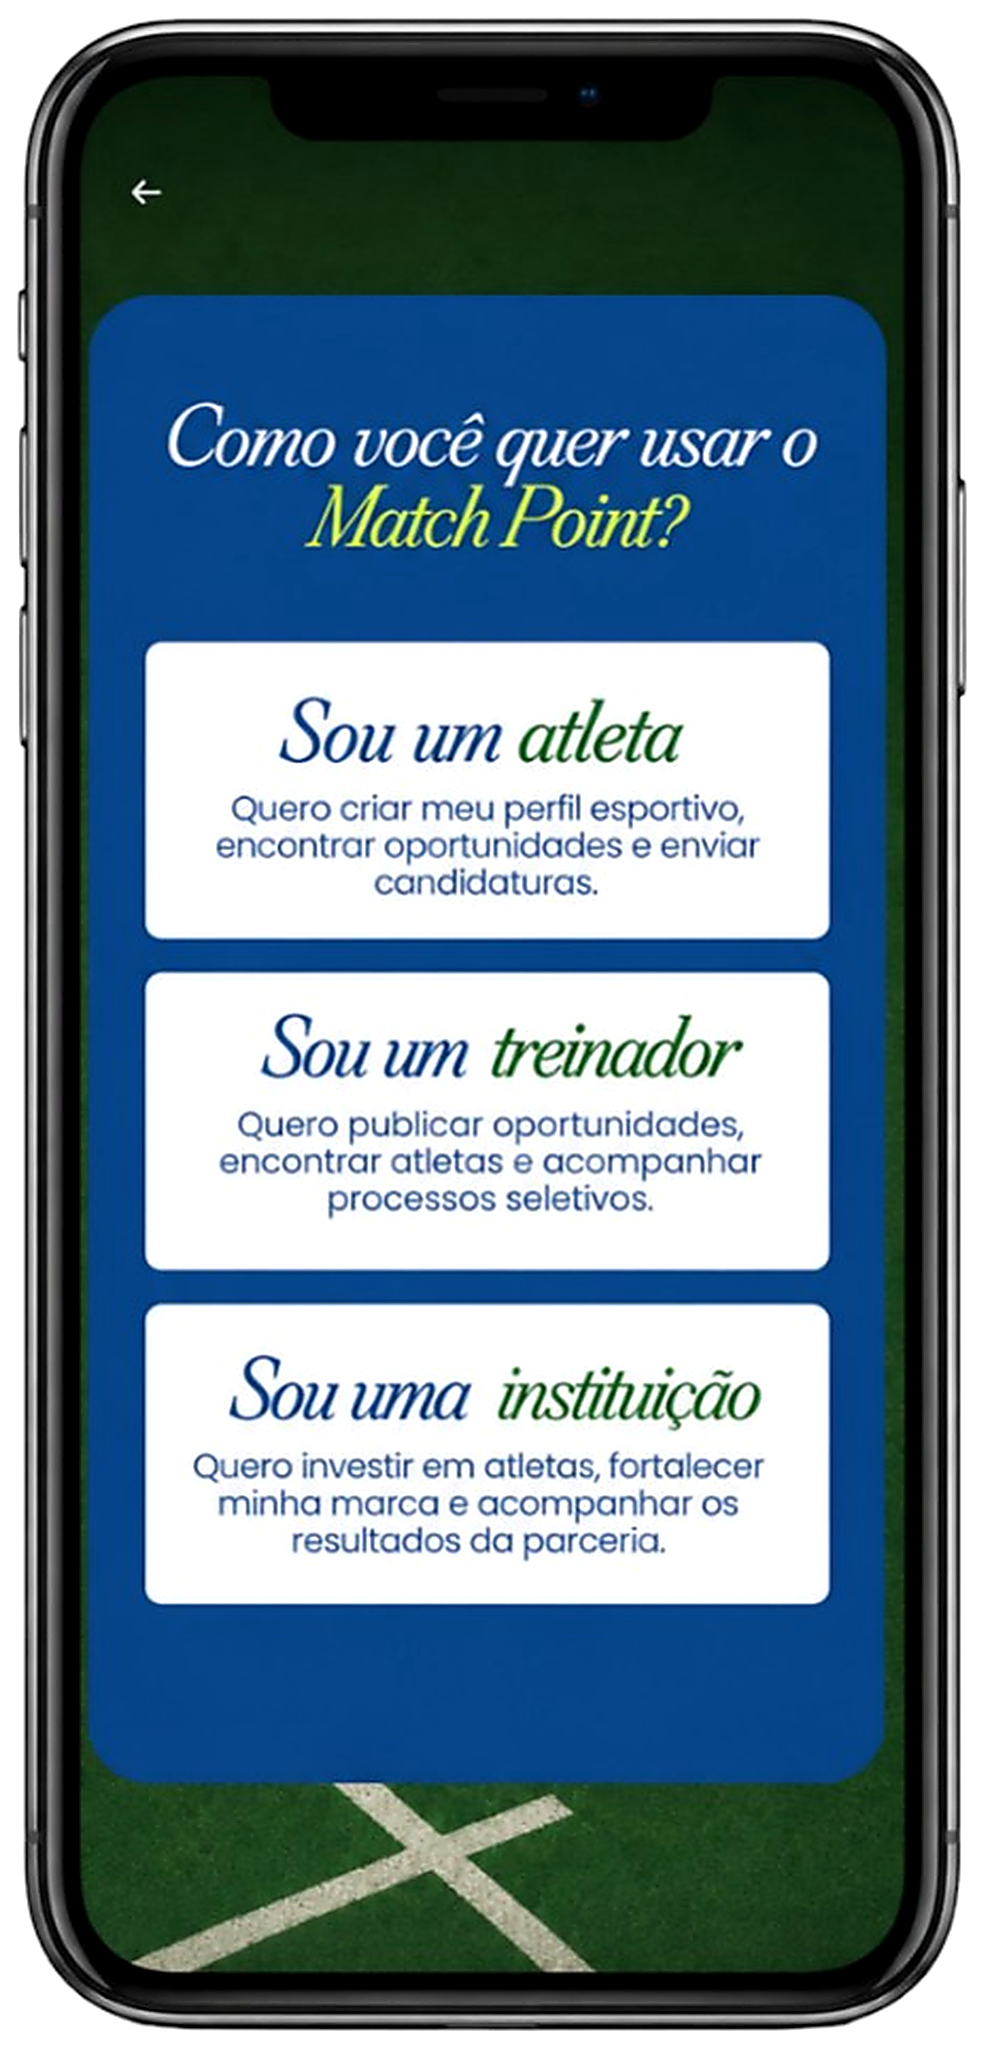 Como você quer usar o
Match Point?
Sou um atleta
Quero criar meu perfil esportivo,
encontrar oportunidades e enviar
candidaturas.
Sou um treinador
Quero publicar oportunidades,
encontrar atletas e acompanhar
processos seletivos.
Sou uma instituição
Quero investir em atletas, fortalecer
minha marca e acompanhar os
resultados da parceria.